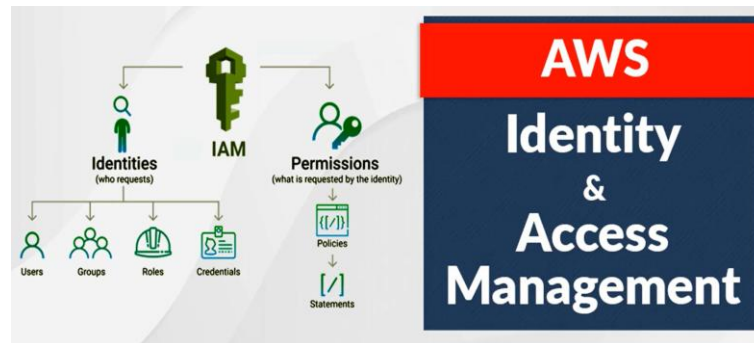 IAM
Identities
(who requests)
Permissions
(what is requested by the identity)
Users
Groups
Roles
Credentials
{[/]}
Policies
[/]
Statements
AWS
Identity
&
Access
Management